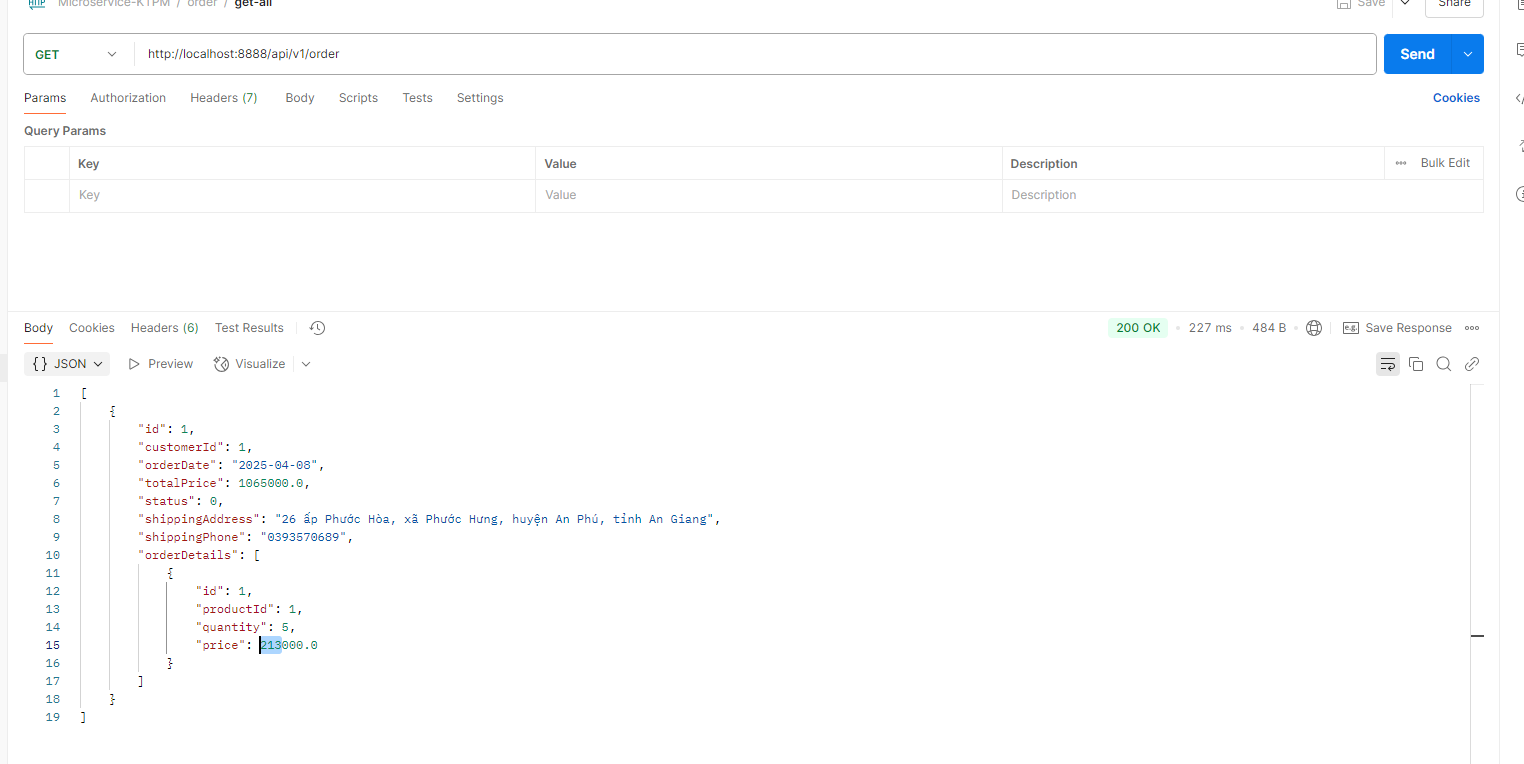 HTTP Microservice-KTPM / order / get-all Save Share
GET http://localhost:8888/api/v1/order Send
Params Authorization Headers (7) Body Scripts Tests Settings Cookies
Query Params
Key Value Description Bulk Edit
Key Value Description
Body Cookies Headers (6) Test Results 200 OK • 227 ms • 484 B • e.g. Save Response
{} JSON Preview Visualize
1 [
2 {
3 "id": 1,
4 "customerId": 1,
5 "orderDate": "2025-04-08",
6 "totalPrice": 1065000.0,
7 "status": 0,
8 "shippingAddress": "26 ấp Phước Hòa, xã Phước Hưng, huyện An Phú, tỉnh An Giang",
9 "shippingPhone": "0393570689",
10 "orderDetails": [
11 {
12 "id": 1,
13 "productId": 1,
14 "quantity": 5,
15 "price": 213000.0
16 }
17 ]
18 }
19 ]